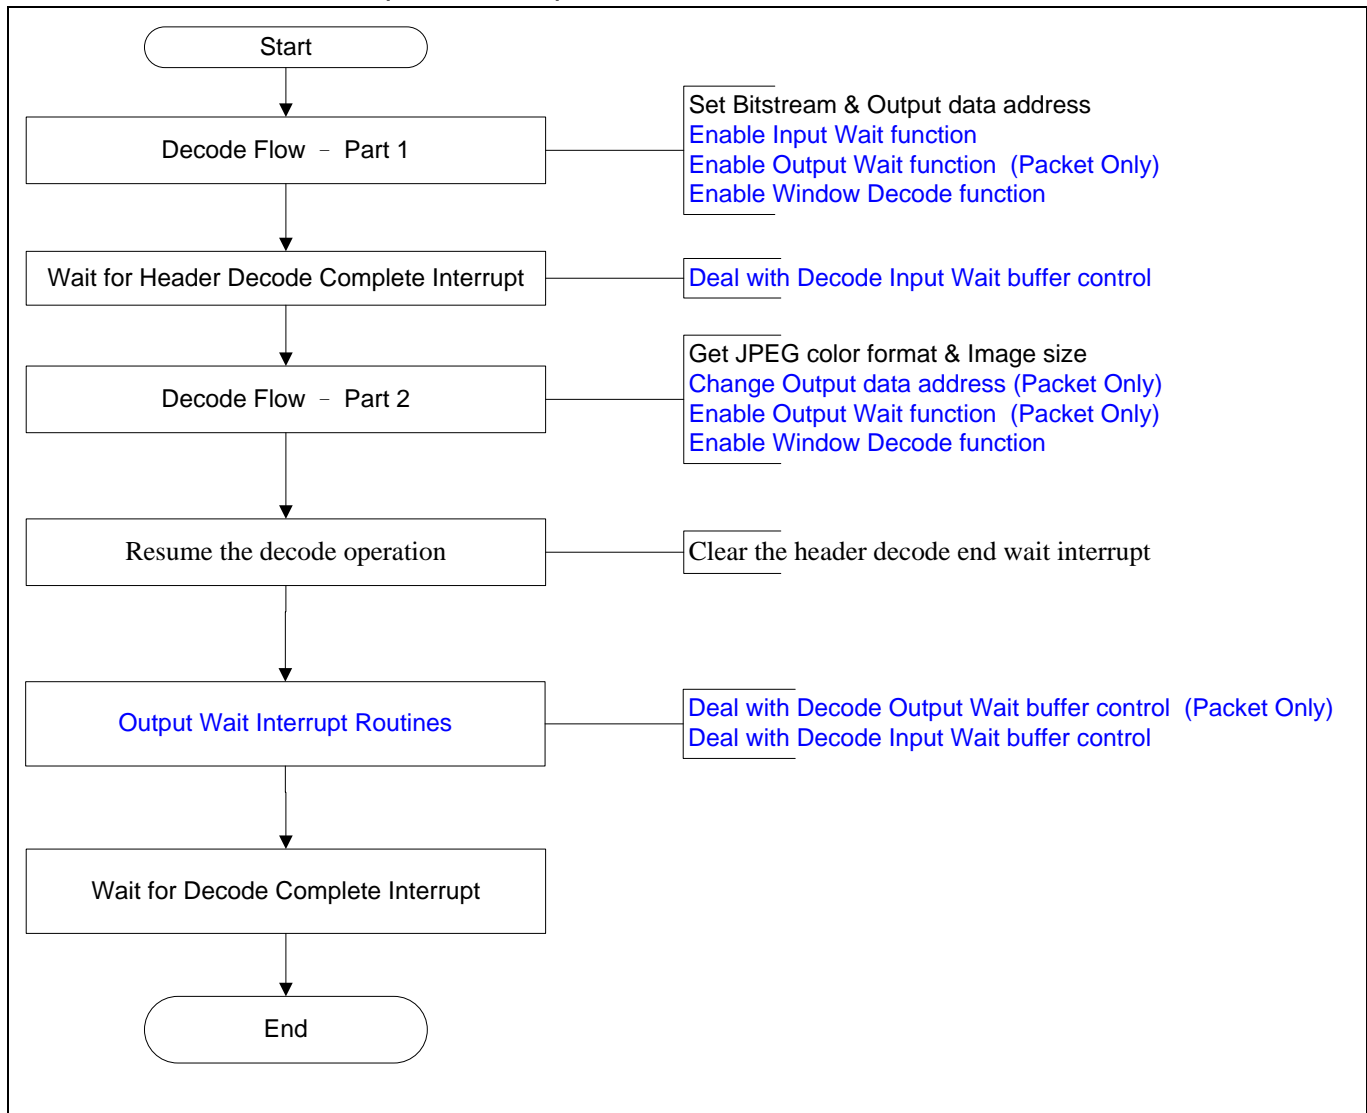 Start
Decode Flow – Part 1
Set Bitstream & Output data address
Enable Input Wait function
Enable Output Wait function (Packet Only)
Enable Window Decode function
Wait for Header Decode Complete Interrupt
Deal with Decode Input Wait buffer control
Decode Flow – Part 2
Get JPEG color format & Image size
Change Output data address (Packet Only)
Enable Output Wait function (Packet Only)
Enable Window Decode function
Resume the decode operation
Clear the header decode end wait interrupt
Output Wait Interrupt Routines
Deal with Decode Output Wait buffer control (Packet Only)
Deal with Decode Input Wait buffer control
Wait for Decode Complete Interrupt
End